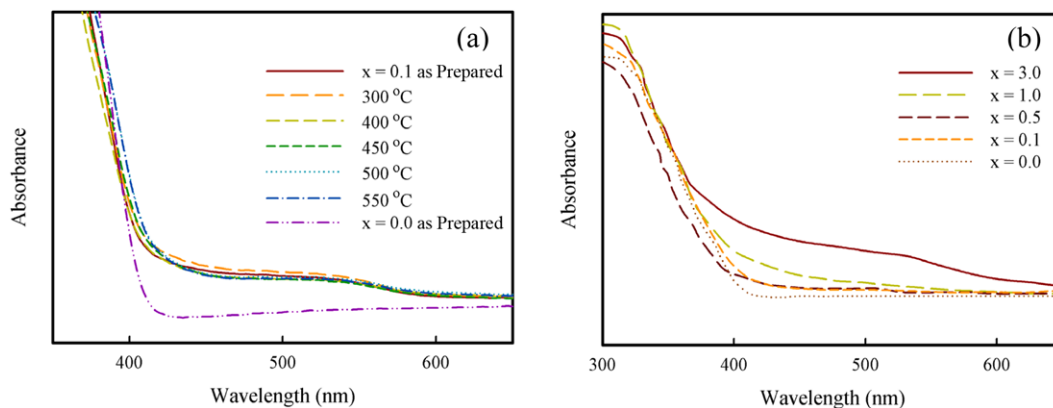 (a)
x = 0.1 as Prepared
300 °C
400 °C
450 °C
500 °C
550 °C
x = 0.0 as Prepared
Absorbance
400 500 600
Wavelength (nm)
(b)
x = 3.0
x = 1.0
x = 0.5
x = 0.1
x = 0.0
Absorbance
300 400 500 600
Wavelength (nm)